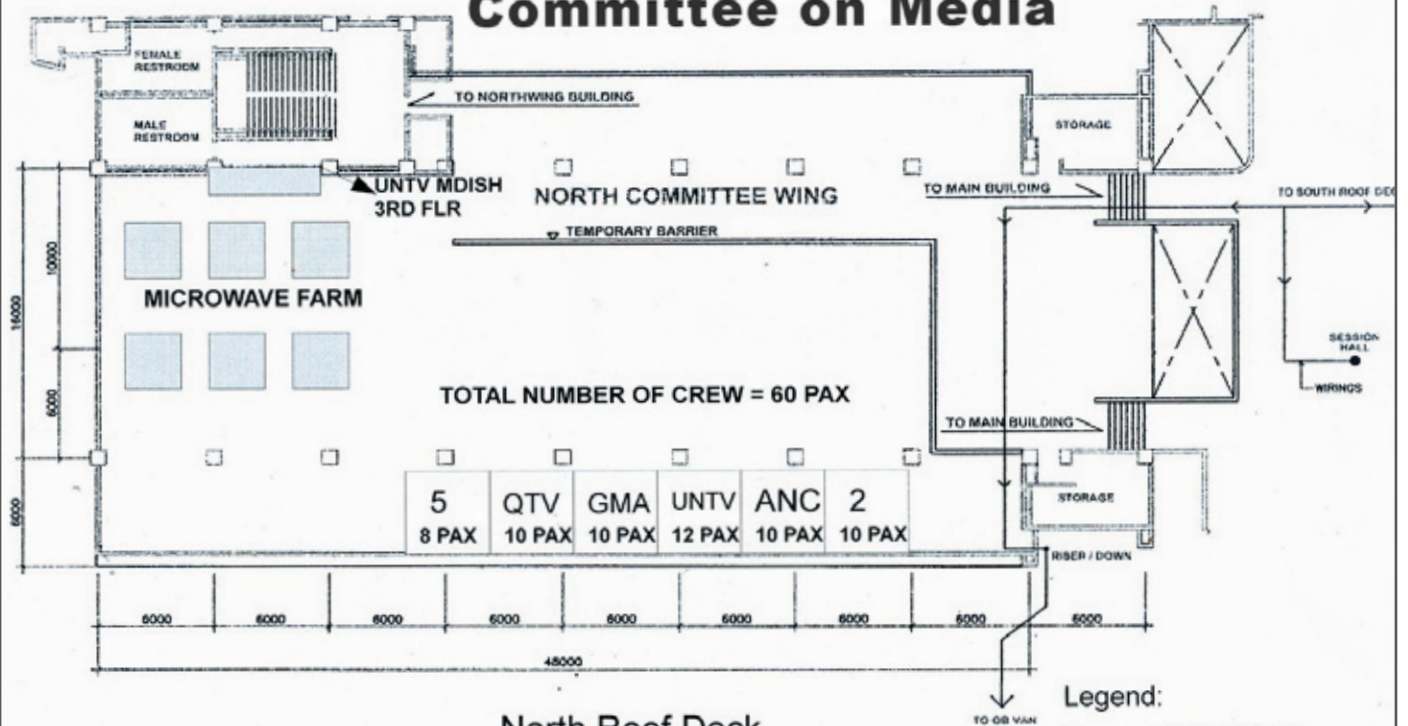 Committee on Media
FEMALE
RESTROOM
TO NORTHWING BUILDING
MALE
RESTROOM
STORAGE
UNTV MDISH
3RD FLR
NORTH COMMITTEE WING
TO MAIN BUILDING
TO SOUTH ROOF DEC
TEMPORARY BARRIER
10000
16000
MICROWAVE FARM
SESSION
HALL
WIRINGS
6000
TOTAL NUMBER OF CREW = 60 PAX
TO MAIN BUILDING
6000
5
8 PAX
QTV
10 PAX
GMA
10 PAX
UNTV
12 PAX
ANC
10 PAX
2
10 PAX
STORAGE
RISER / DOWN
6000 6000 6000 6000 6000 6000 6000 6000 6000
48000
Legend:
North Roof Deck
TO OB VAN